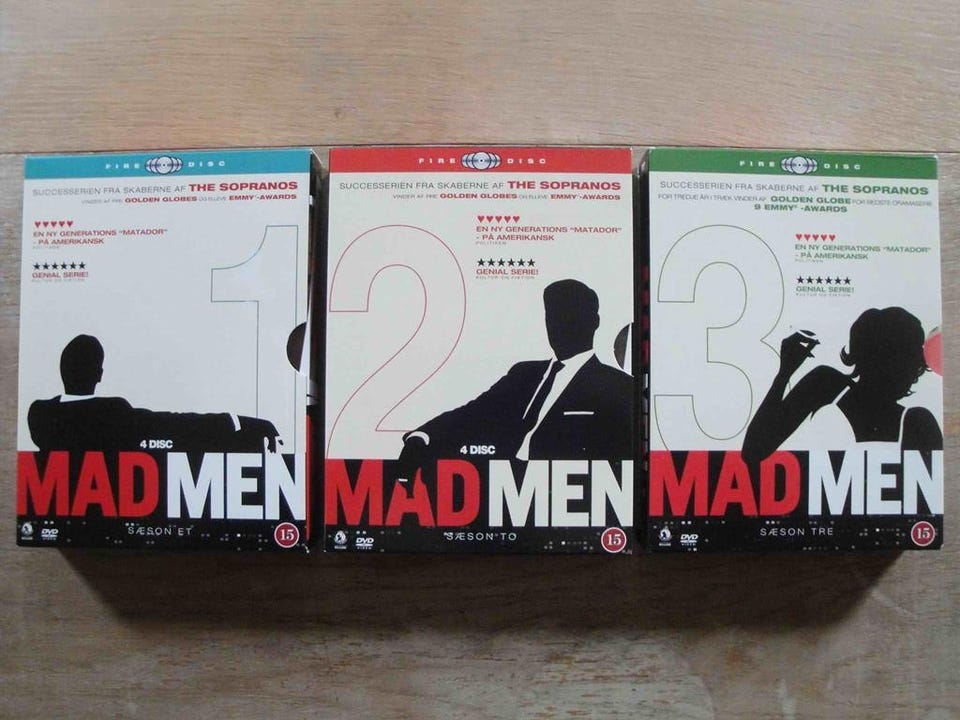 FIRE DISC
SUCCESSERIEN FRA SKABERNE AF THE SOPRANOS
VINDER AF FIRE GOLDEN GLOBES OG ELLEVE EMMY®-AWARDS
♥♥♥♥♥
EN NY GENERATIONS "MATADOR"
- PÅ AMERIKANSK
POLITIKEN
★★★★★★
GENIAL SERIE!
KULTUR OG FIKTION
1
4 DISC
MAD MEN
SÆSON ET
DVD
VIDEO
15
FIRE DISC
SUCCESSERIEN FRA SKABERNE AF THE SOPRANOS
VINDER AF FIRE GOLDEN GLOBES OG ELLEVE EMMY®-AWARDS
♥♥♥♥♥
EN NY GENERATIONS "MATADOR"
- PÅ AMERIKANSK
POLITIKEN
★★★★★★
GENIAL SERIE!
KULTUR OG FIKTION
2
4 DISC
MAD MEN
SÆSON TO
DVD
VIDEO
15
FIRE DISC
SUCCESSERIEN FRA SKABERNE AF THE SOPRANOS
FOR TREDJE ÅR I TRÆK VINDER AF GOLDEN GLOBE FOR BEDSTE DRAMASERIE
9 EMMY®-AWARDS
♥♥♥♥♥
EN NY GENERATIONS "MATADOR"
- PÅ AMERIKANSK
POLITIKEN
★★★★★★
GENIAL SERIE!
KULTUR OG FIKTION
3
MAD MEN
SÆSON TRE
DVD
VIDEO
15